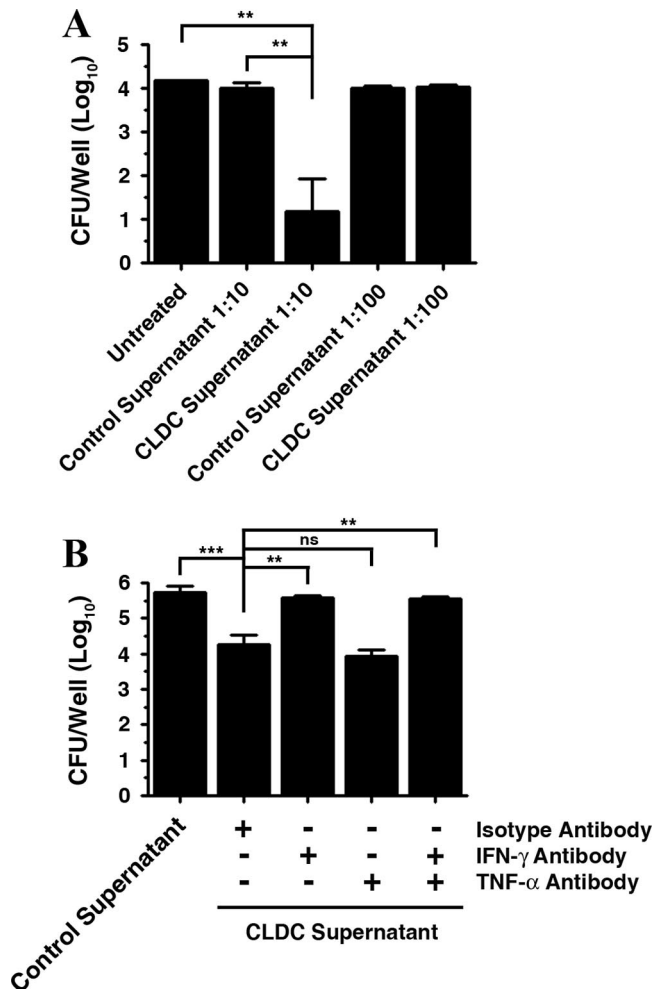 A
**
**
CFU/Well (Log10)
5
4
3
2
1
0
Untreated
Control Supernatant 1:10
CLDC Supernatant 1:10
Control Supernatant 1:100
CLDC Supernatant 1:100
B
**
ns
***
**
CFU/Well (Log10)
6
5
4
3
2
1
0
Control Supernatant
+ - - - Isotype Antibody
- + - + IFN-γ Antibody
- - + + TNF-α Antibody
CLDC Supernatant